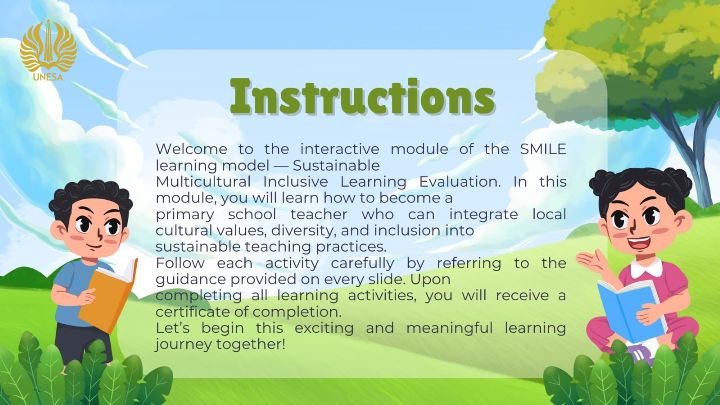 UNESA
Instructions
Welcome to the interactive module of the SMILE
learning model — Sustainable
Multicultural Inclusive Learning Evaluation. In this
module, you will learn how to become a
primary school teacher who can integrate local
cultural values, diversity, and inclusion into
sustainable teaching practices.
Follow each activity carefully by referring to the
guidance provided on every slide. Upon
completing all learning activities, you will receive a
certificate of completion.
Let's begin this exciting and meaningful learning
journey together!